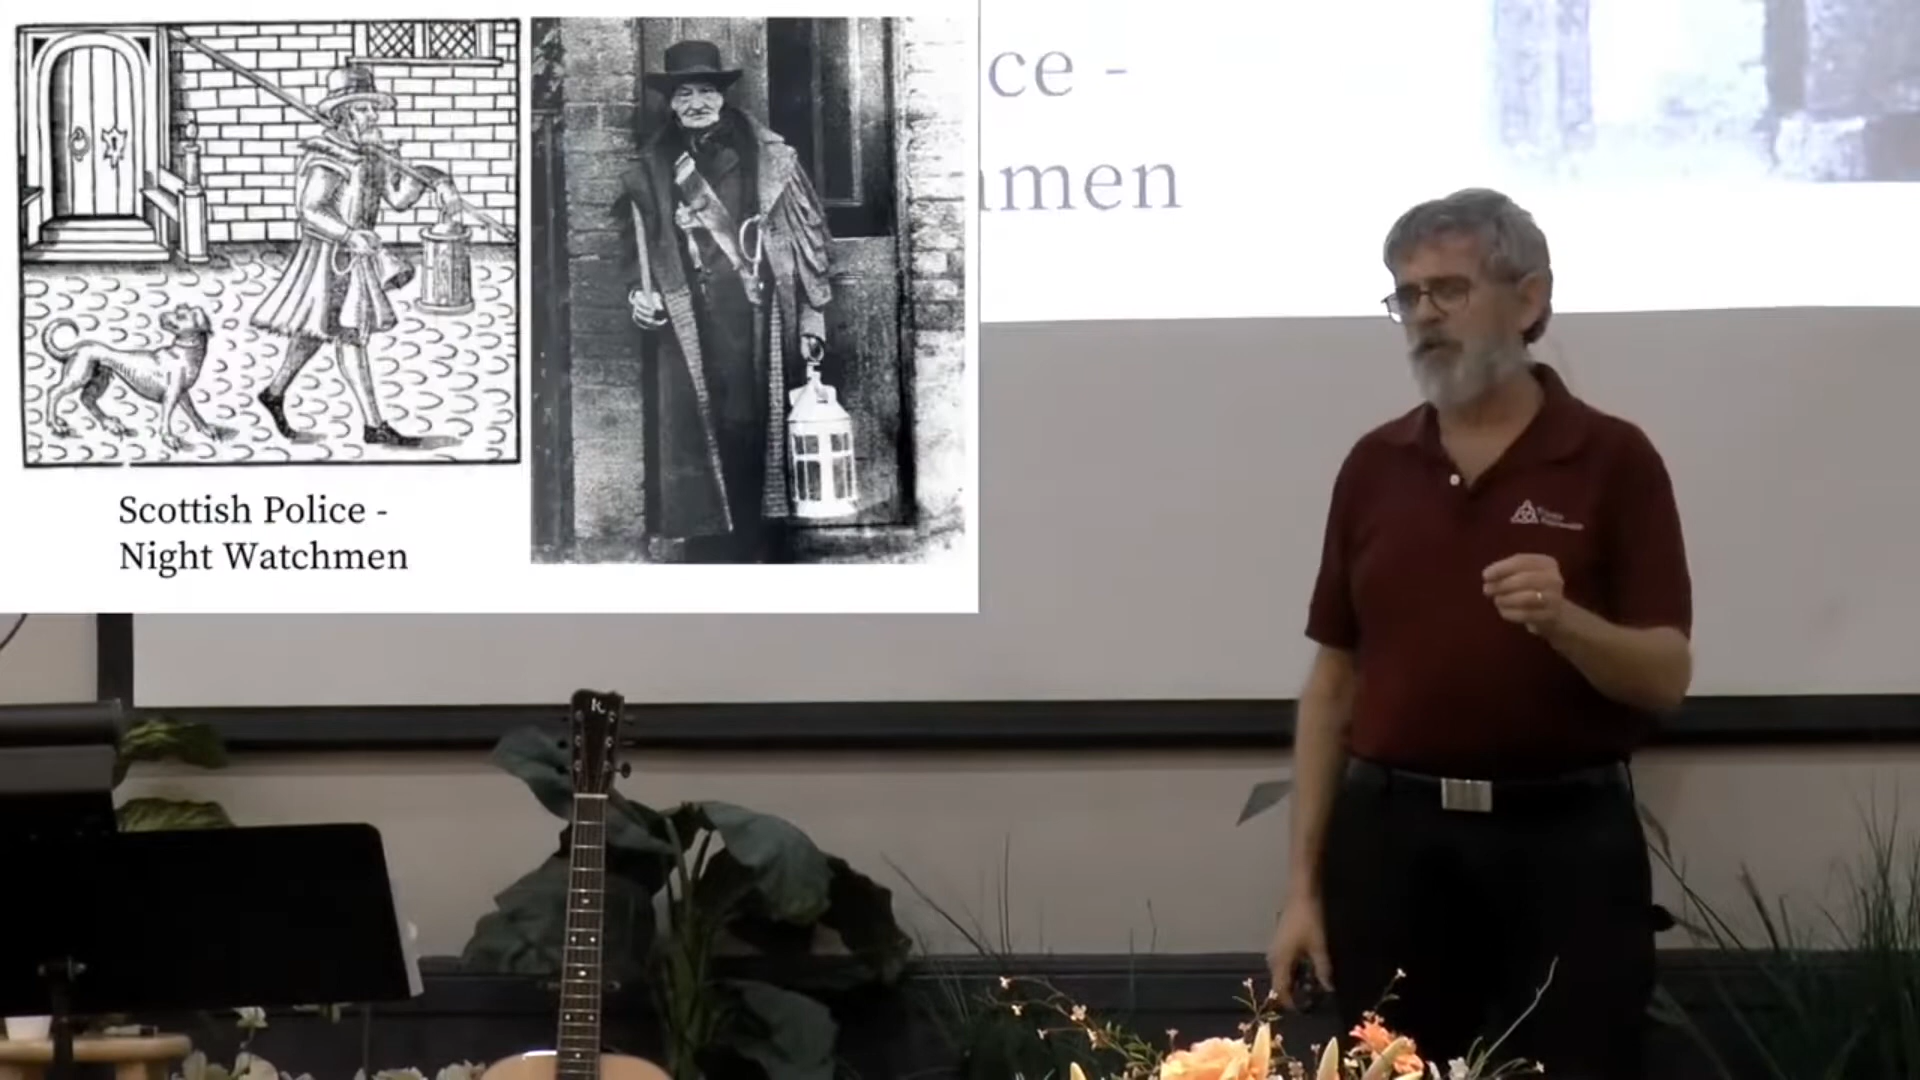 Scottish Police -
Night Watchmen
ce -
men